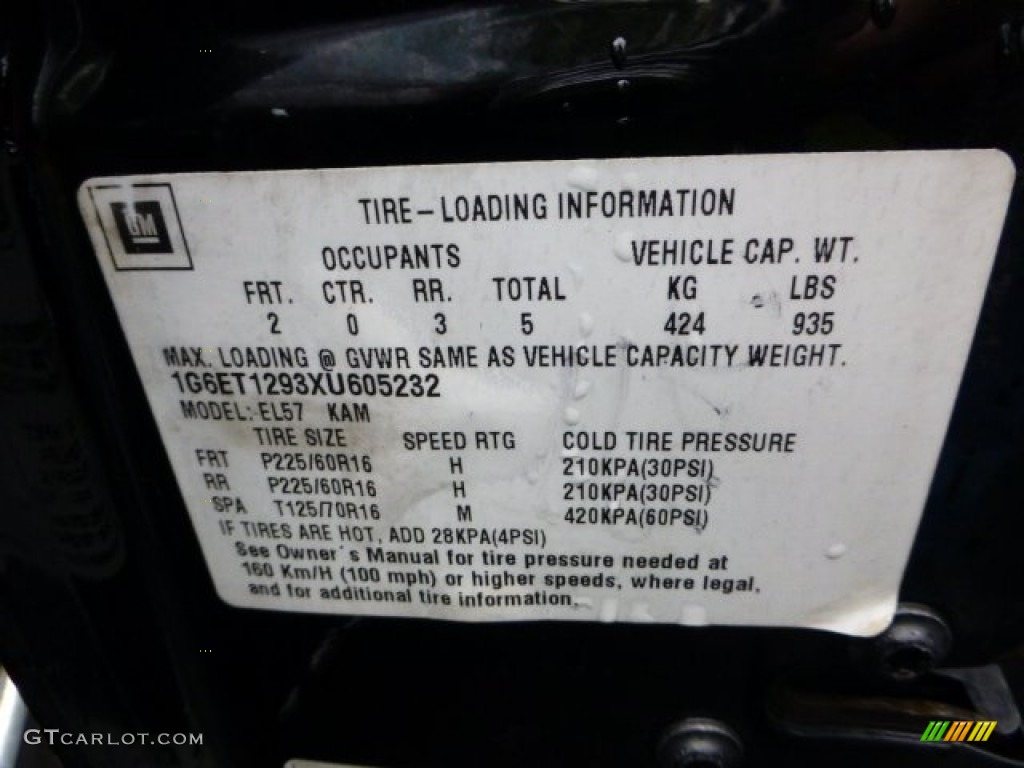 GM
TIRE-LOADING INFORMATION
OCCUPANTS VEHICLE CAP. WT.
FRT. CTR. RR. TOTAL KG LBS
2 0 3 5 424 935
MAX. LOADING @ GVWR SAME AS VEHICLE CAPACITY WEIGHT.
1G6ET1293XU605232
MODEL: EL57 KAM
TIRE SIZE SPEED RTG COLD TIRE PRESSURE
FRT P225/60R16 H 210KPA(30PSI)
RR P225/60R16 H 210KPA(30PSI)
SPA T125/70R16 M 420KPA(60PSI)
IF TIRES ARE HOT, ADD 28KPA(4PSI)
See Owner's Manual for tire pressure needed at
160 Km/H (100 mph) or higher speeds, where legal,
and for additional tire information.
GTCARLOT.COM